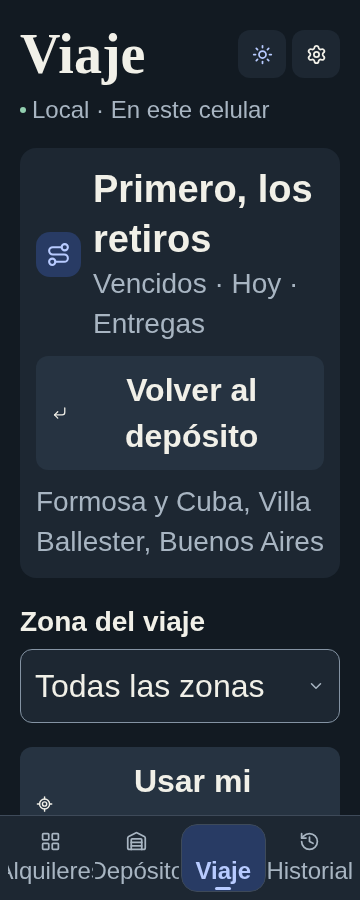 Viaje
Local · En este celular
Primero, los
retiros
Vencidos · Hoy ·
Entregas
Volver al
depósito
Formosa y Cuba, Villa
Ballester, Buenos Aires
Zona del viaje
Todas las zonas
Usar mi
Alquileres Depósito Viaje Historial